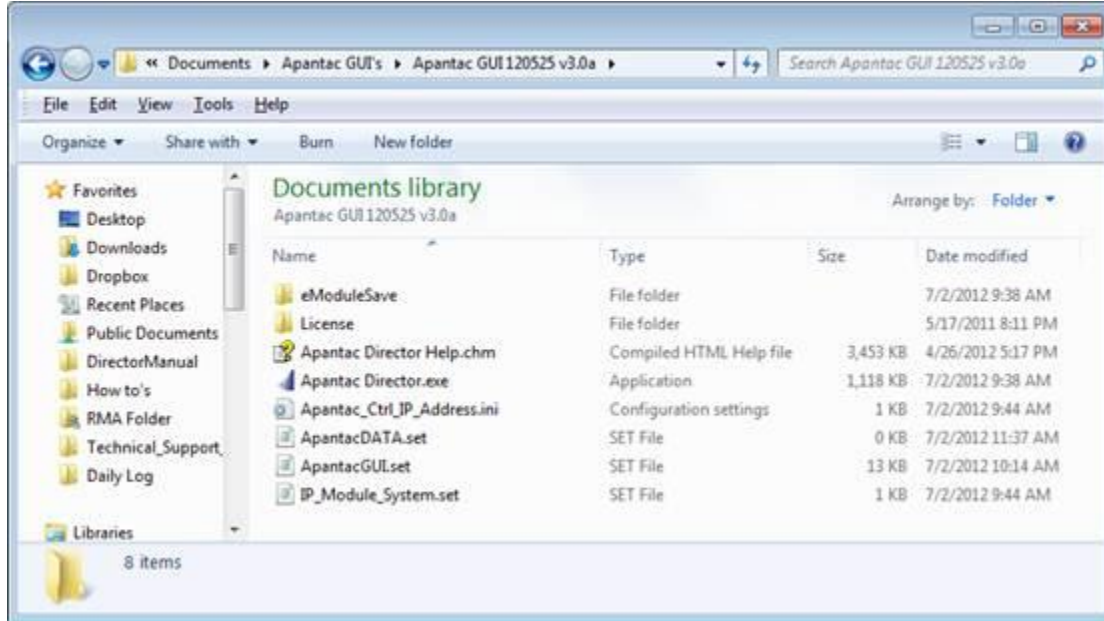 « Documents ▸ Apantac GUI's ▸ Apantac GUI 120525 v3.0a ▸ Search Apantac GUI 120525 v3.0a
File Edit View Tools Help
Organize Share with Burn New folder
Favorites
Desktop
Downloads
Dropbox
Recent Places
Public Documents
DirectorManual
How to's
RMA Folder
Technical_Support_
Daily Log
Libraries
Documents library
Apantac GUI 120525 v3.0a
Arrange by: Folder
Name Type Size Date modified
eModuleSave File folder 7/2/2012 9:38 AM
License File folder 5/17/2011 8:11 PM
Apantac Director Help.chm Compiled HTML Help file 3,453 KB 4/26/2012 5:17 PM
Apantac Director.exe Application 1,118 KB 7/2/2012 9:38 AM
Apantac_Ctrl_IP_Address.ini Configuration settings 1 KB 7/2/2012 9:44 AM
ApantacDATA.set SET File 0 KB 7/2/2012 11:37 AM
ApantacGUI.set SET File 13 KB 7/2/2012 10:14 AM
IP_Module_System.set SET File 1 KB 7/2/2012 9:44 AM
8 items